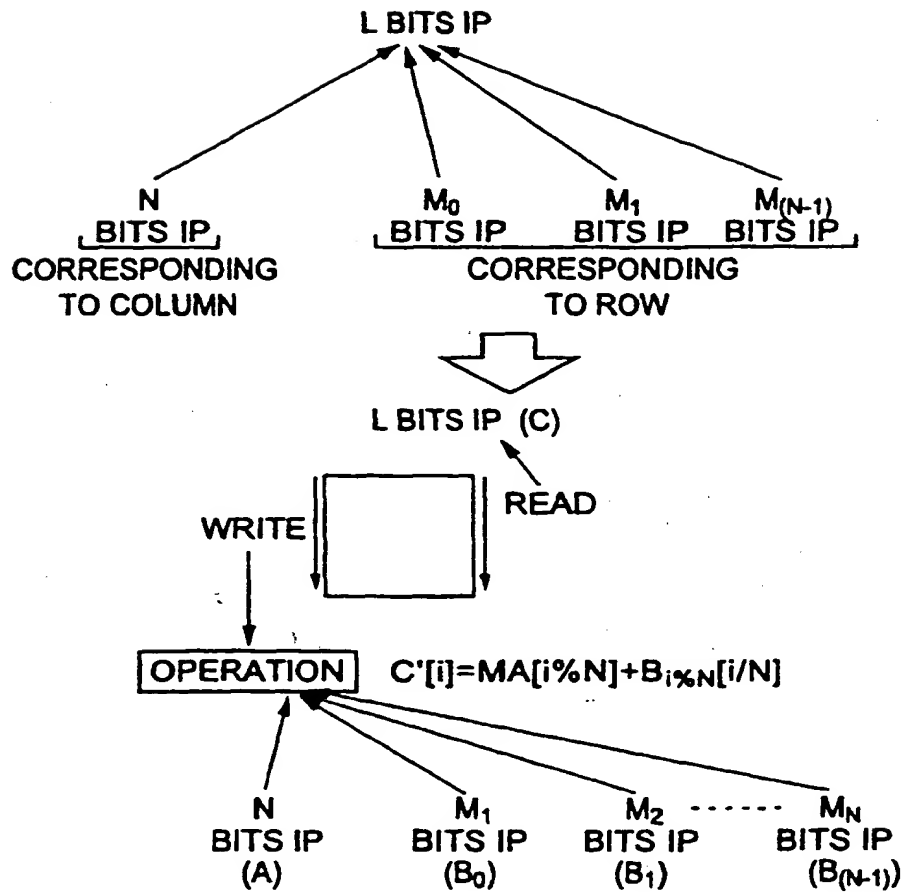 L BITS IP
N M₀ M₁ M₍N-1₎
BITS IP BITS IP BITS IP BITS IP
CORRESPONDING CORRESPONDING
TO COLUMN TO ROW
L BITS IP (C)
READ
WRITE
OPERATION C'[i]=MA[i%N]+B_{i%N}[i/N]
N M₁ M₂ ------ M_N
BITS IP BITS IP BITS IP BITS IP
(A) (B₀) (B₁) (B₍N-1₎)